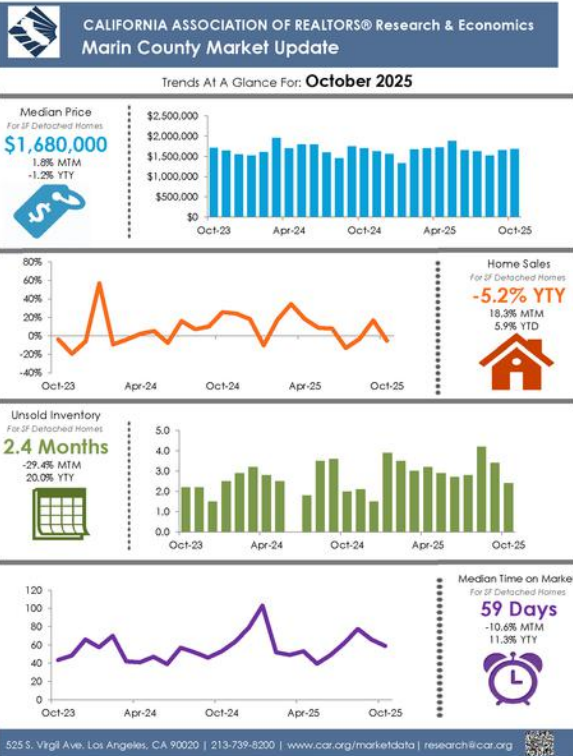 CALIFORNIA ASSOCIATION OF REALTORS® Research & Economics
Marin County Market Update
Trends At A Glance For: October 2025
Median Price
For SF Detached Homes
$1,680,000
1.8% MTM
-1.2% YTY
$
$2,500,000
$2,000,000
$1,500,000
$1,000,000
$500,000
$0
Oct-23 Apr-24 Oct-24 Apr-25 Oct-25
80%
60%
40%
20%
0%
-20%
-40%
Oct-23 Apr-24 Oct-24 Apr-25 Oct-25
Home Sales
For SF Detached Homes
-5.2% YTY
18.3% MTM
5.9% YTD
Unsold Inventory
For SF Detached Homes
2.4 Months
-29.4% MTM
20.0% YTY
5.0
4.0
3.0
2.0
1.0
0.0
Oct-23 Apr-24 Oct-24 Apr-25 Oct-25
120
100
80
60
40
20
0
Oct-23 Apr-24 Oct-24 Apr-25 Oct-25
Median Time on Marke
For SF Detached Homes
59 Days
-10.6% MTM
11.3% YTY
525 S. Virgil Ave. Los Angeles, CA 90020 | 213-739-8200 | www.car.org/marketdata | research@car.org